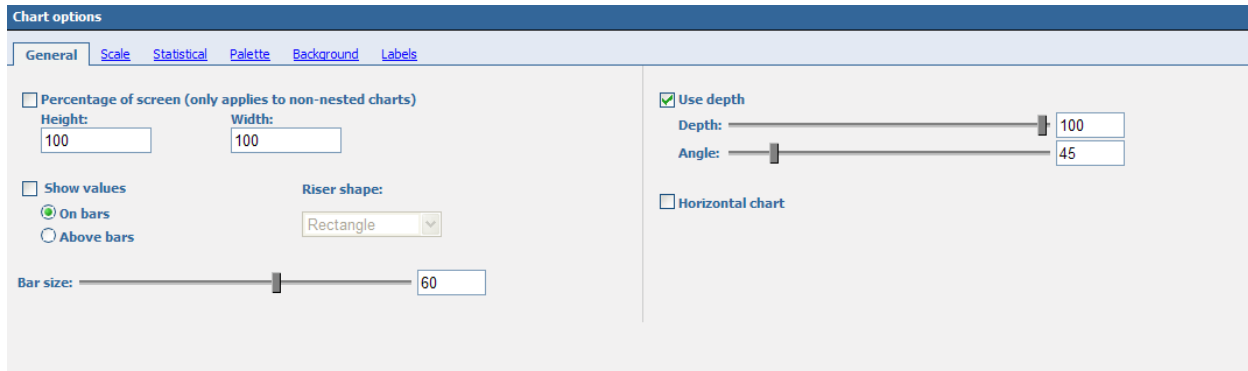 Chart options
General Scale Statistical Palette Background Labels
Percentage of screen (only applies to non-nested charts)
Height: Width:
100 100
Show values
On bars
Above bars
Riser shape:
Rectangle
Bar size: 60
Use depth
Depth: 100
Angle: 45
Horizontal chart